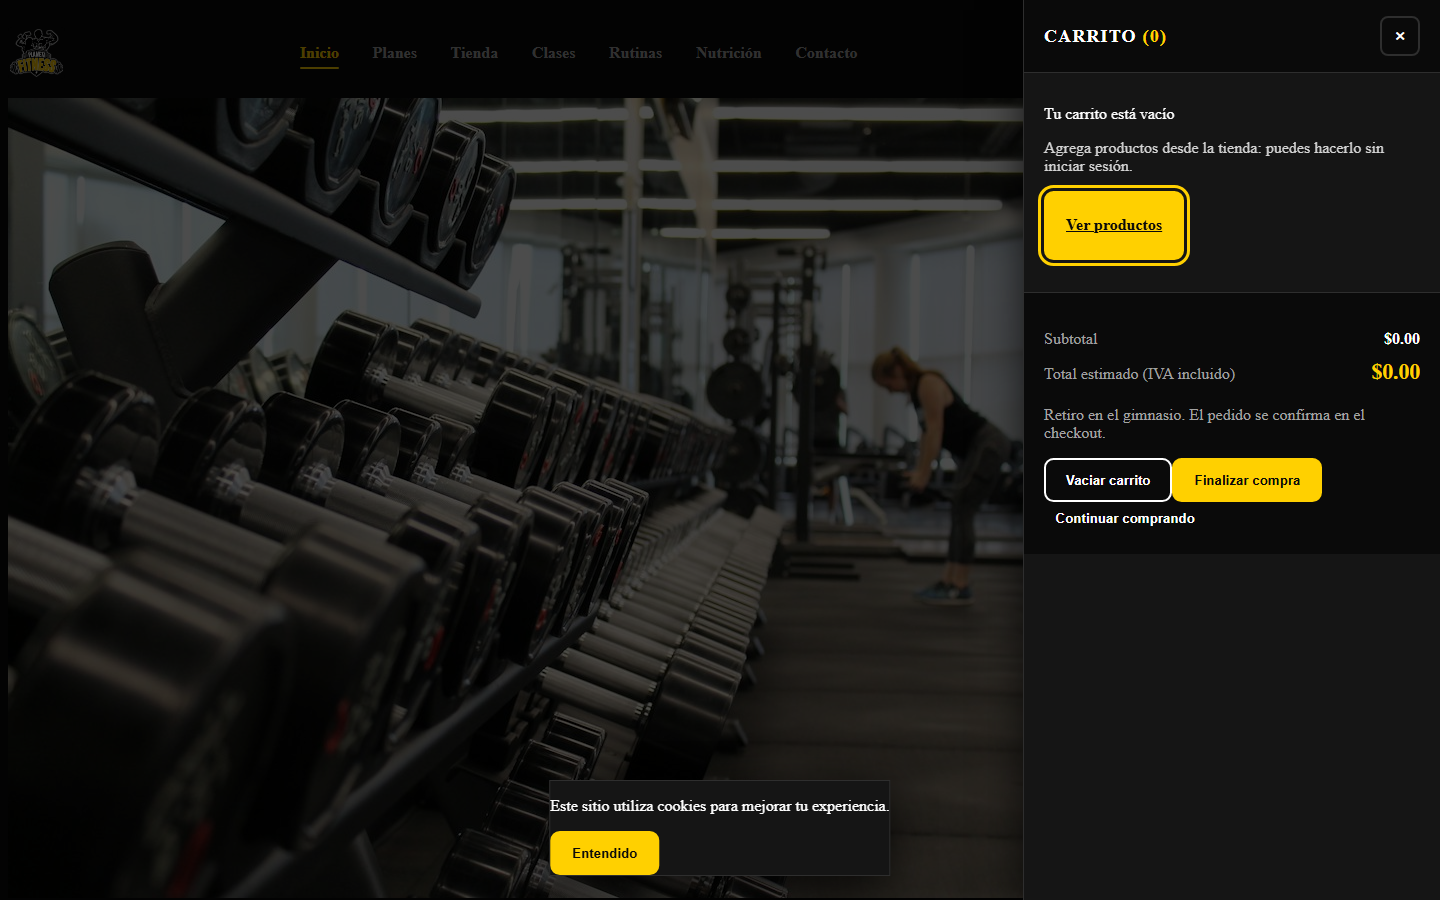 FITNESS
Inicio
Planes
Tienda
Clases
Rutinas
Nutrición
Contacto
CARRITO (0)
×
Tu carrito está vacío
Agrega productos desde la tienda: puedes hacerlo sin
iniciar sesión.
Ver productos
Subtotal
$0.00
Total estimado (IVA incluido)
$0.00
Retiro en el gimnasio. El pedido se confirma en el
checkout.
Vaciar carrito
Finalizar compra
Continuar comprando
Este sitio utiliza cookies para mejorar tu experiencia.
Entendido